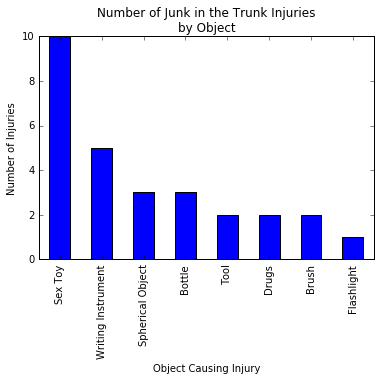 Number of Junk in the Trunk Injuries
by Object
Number of Injuries
10
8
6
4
2
0
Sex Toy
Writing Instrument
Spherical Object
Bottle
Tool
Drugs
Brush
Flashlight
Object Causing Injury